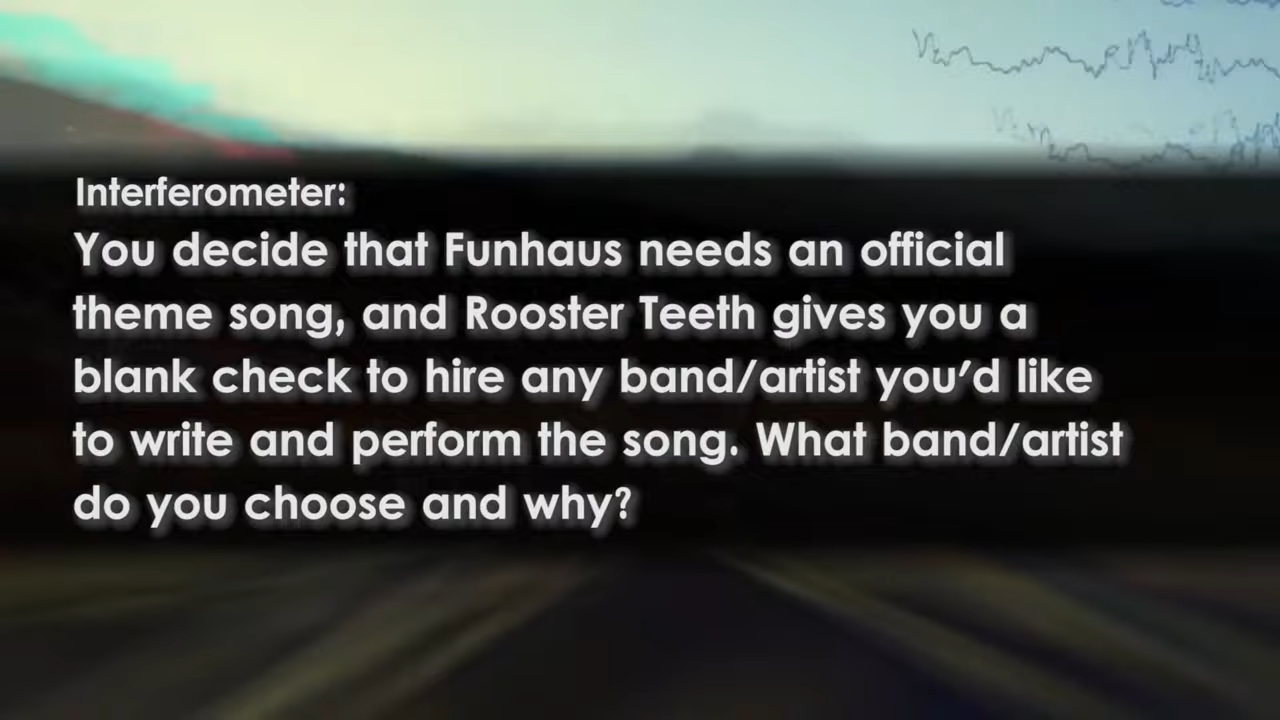 Interferometer:
You decide that Funhaus needs an official
theme song, and Rooster Teeth gives you a
blank check to hire any band/artist you’d like
to write and perform the song. What band/artist
do you choose and why?